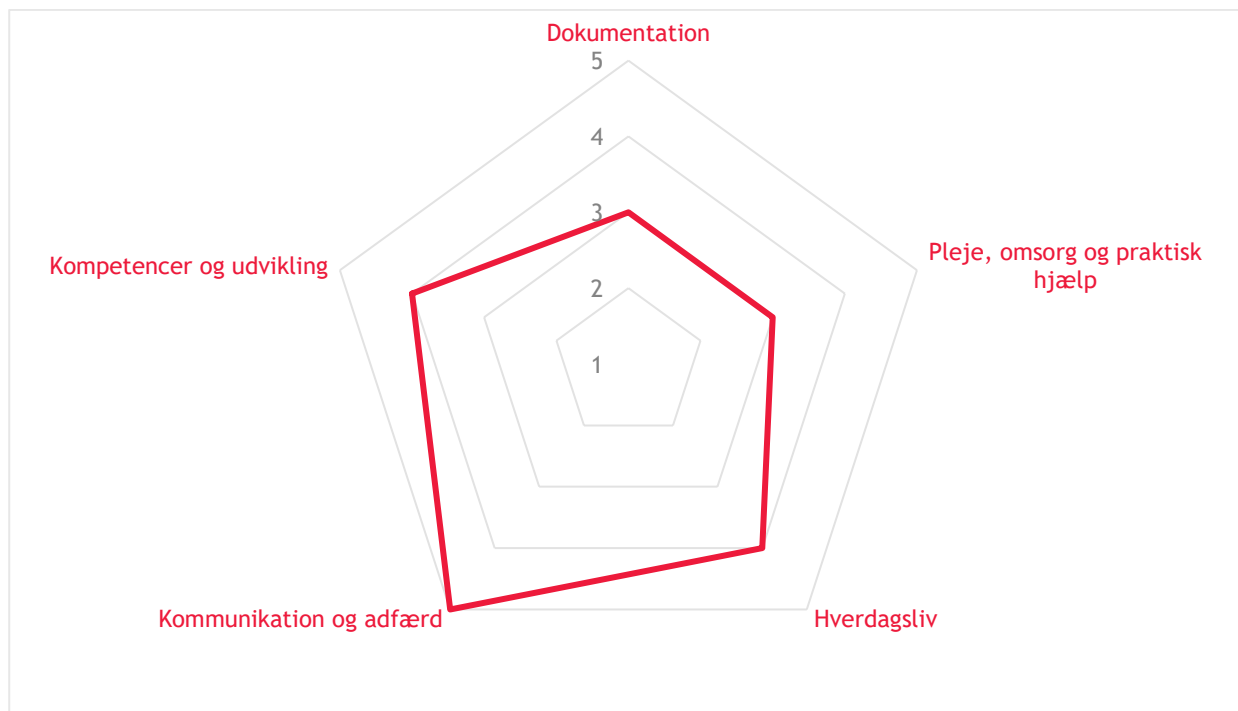 Dokumentation
5
4
3
2
1
Pleje, omsorg og praktisk
hjælp
Hverdagsliv
Kommunikation og adfærd
Kompetencer og udvikling